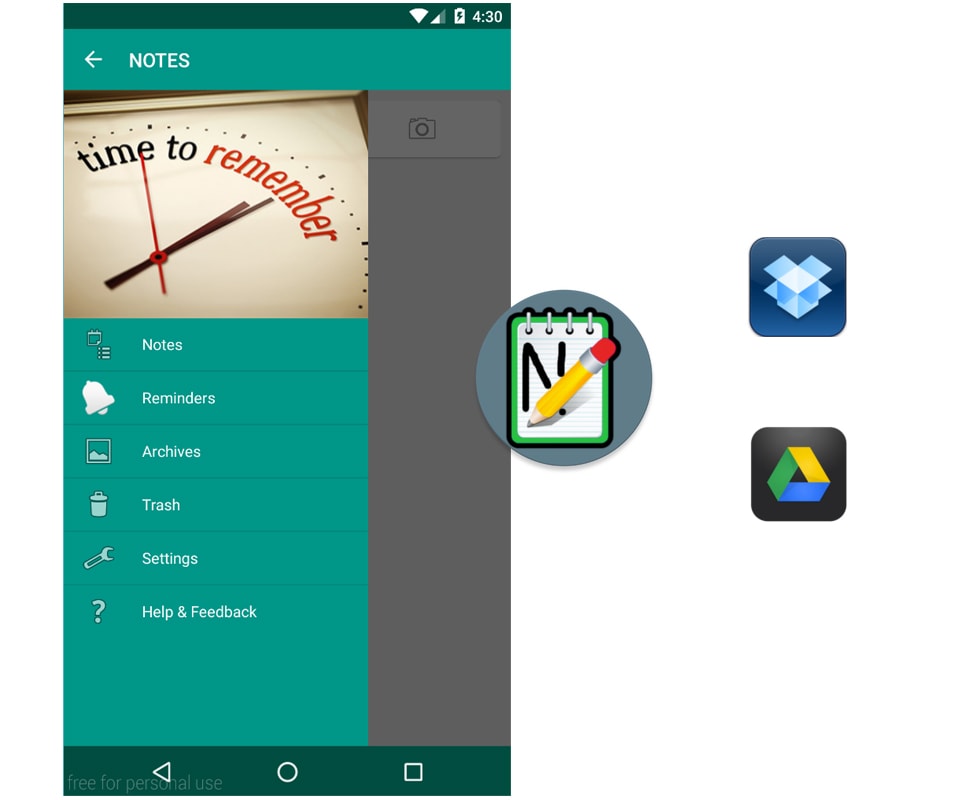 4:30
NOTES
time to remember
Notes
Reminders
Archives
Trash
Settings
Help & Feedback
N!
free for personal use